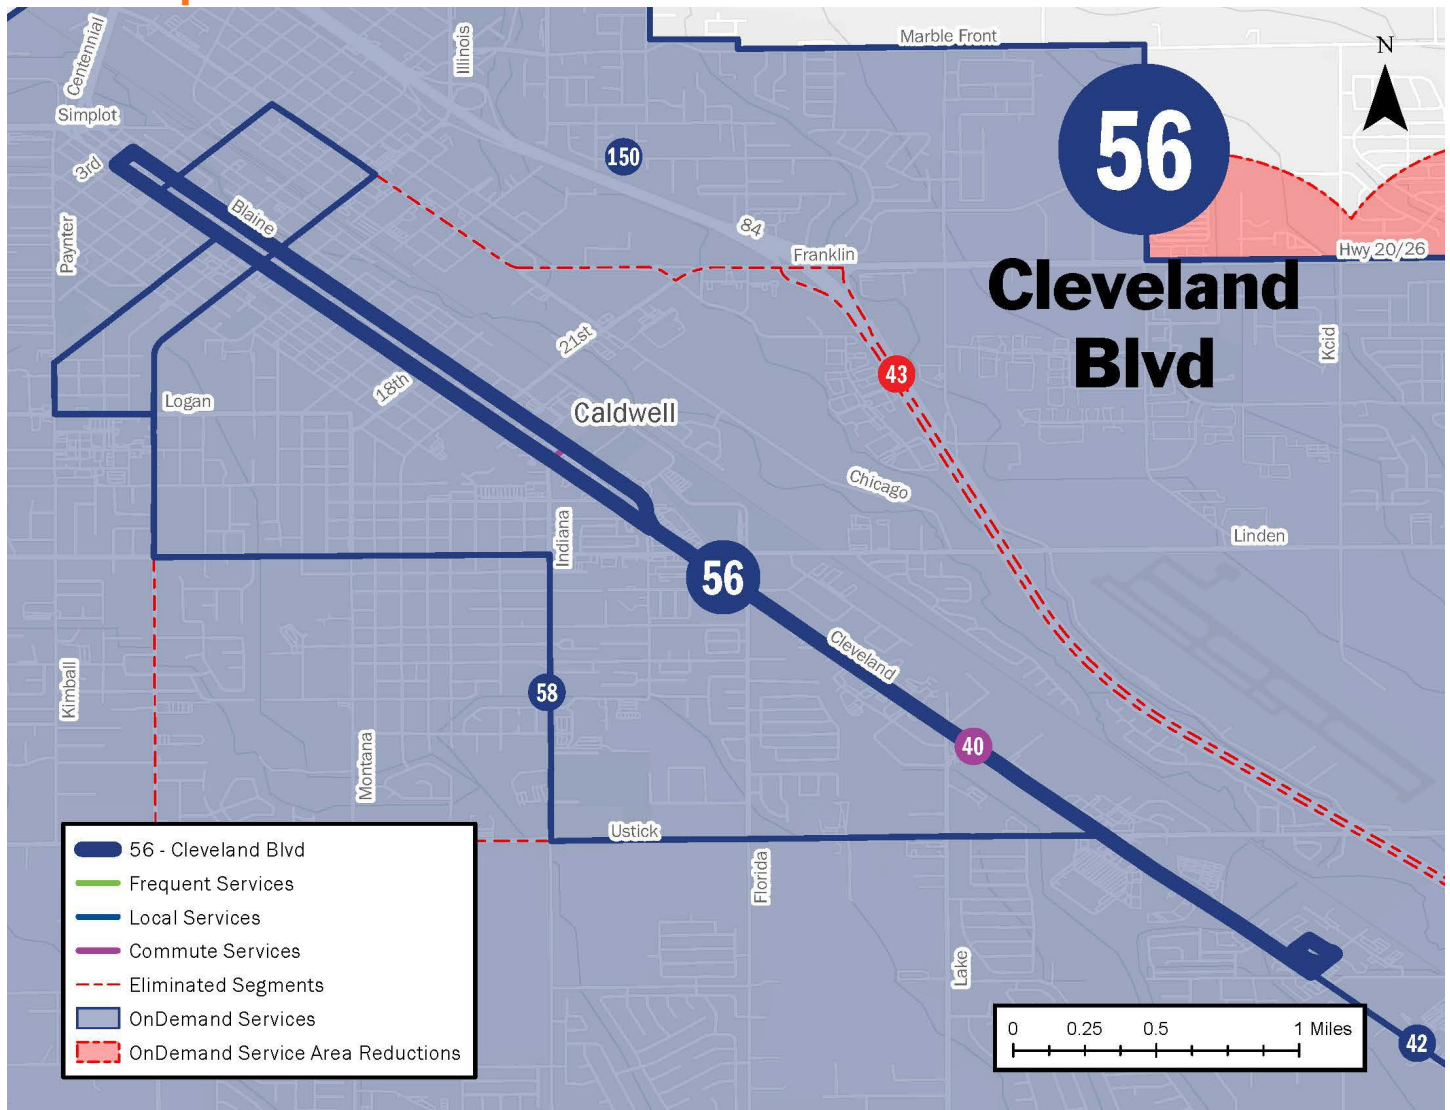 Centennial
Illinois
Marble Front
N
Simplot
150
56
3rd
Blaine
84
Paynter
Franklin
Hwy 20/26
Cleveland
Blvd
21st
Kcid
43
18th
Logan
Caldwell
Chicago
Indiana
Linden
56
Cleveland
Kimball
58
Montana
40
Ustick
Florida
Lake
56 - Cleveland Blvd
Frequent Services
Local Services
Commute Services
Eliminated Segments
OnDemand Services
OnDemand Service Area Reductions
0 0.25 0.5 1 Miles
42